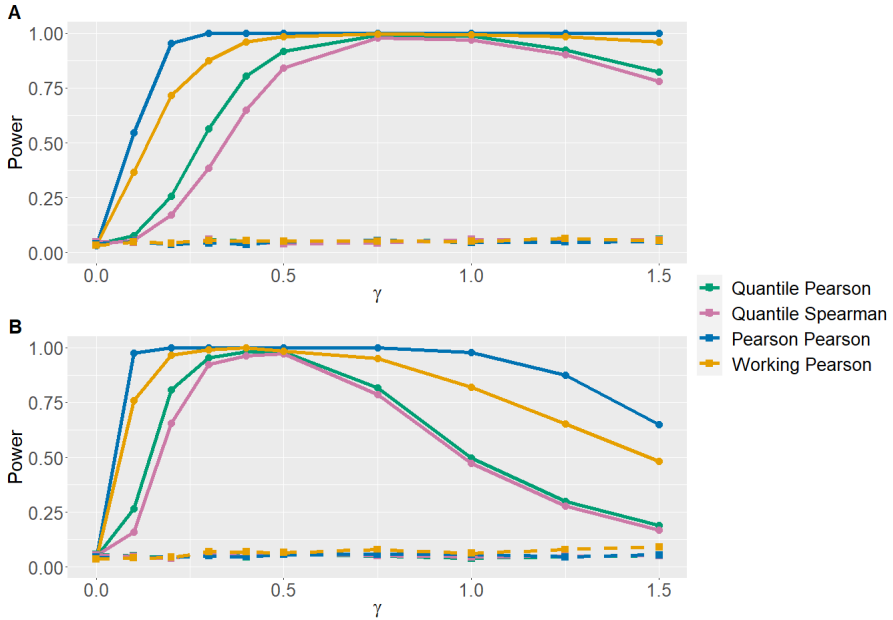 A
1.00
0.75
0.50
0.25
0.00
Power
0.0 0.5 1.0 1.5
γ
Quantile Pearson
Quantile Spearman
Pearson Pearson
Working Pearson
B
1.00
0.75
0.50
0.25
0.00
Power
0.0 0.5 1.0 1.5
γ